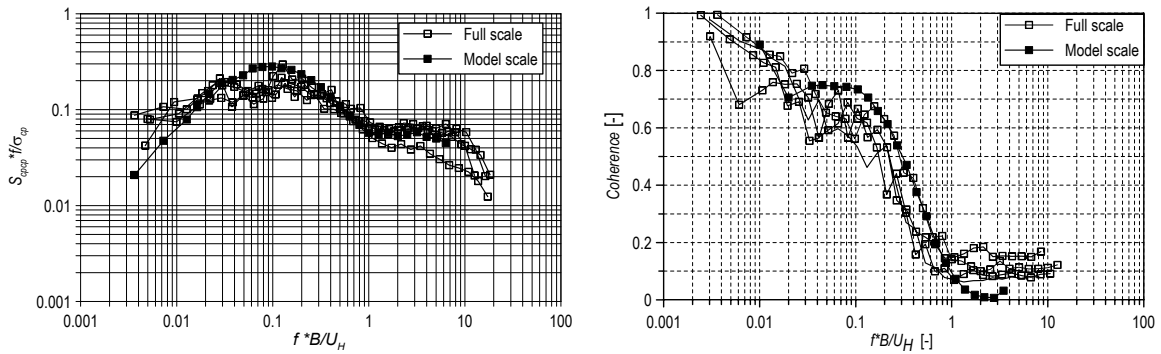 1
0.1
0.01
0.001
S_cpcp *f/σ_cp
0.001 0.01 0.1 1 10 100
f *B/U_H
Full scale
Model scale
1
0.8
0.6
0.4
0.2
0
Coherence [-]
0.001 0.01 0.1 1 10 100
f*B/U_H [-]
Full scale
Model scale